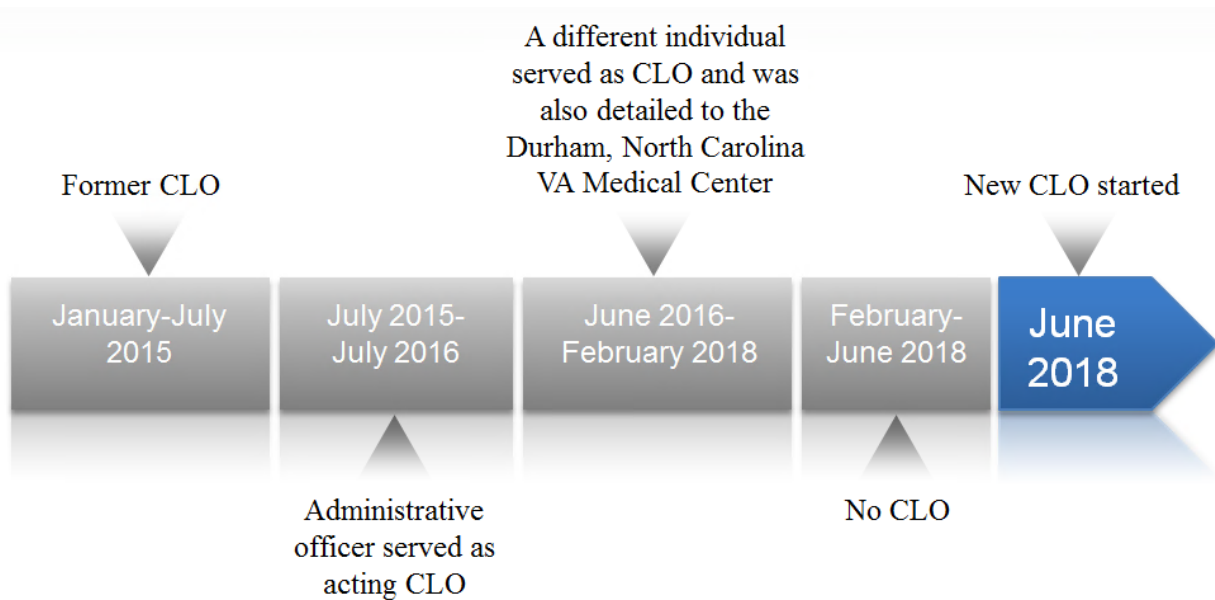 A different individual
served as CLO and was
also detailed to the
Durham, North Carolina
VA Medical Center
Former CLO
New CLO started
January-July
2015
July 2015-
July 2016
June 2016-
February 2018
February-
June 2018
June
2018
Administrative
officer served as
acting CLO
No CLO